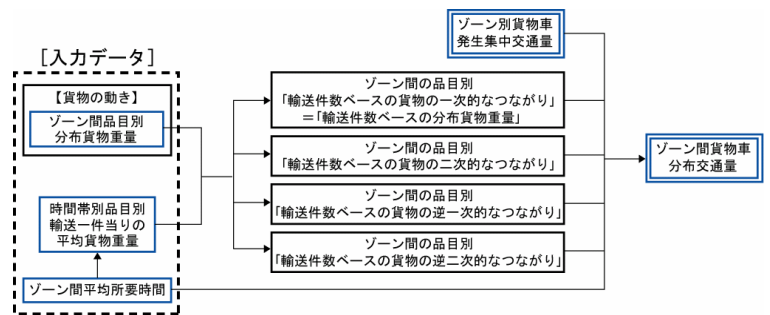 ゾーン別貨物車
発生集中交通量
［入力データ］
【貨物の動き】
ゾーン間品目別
分布貨物重量
時間帯別品目別
輸送一件当りの
平均貨物重量
ゾーン間平均所要時間
ゾーン間の品目別
「輸送件数ベースの貨物の一次的なつながり」
＝「輸送件数ベースの分布貨物重量」
ゾーン間の品目別
「輸送件数ベースの貨物の二次的なつながり」
ゾーン間の品目別
「輸送件数ベースの貨物の逆一次的なつながり」
ゾーン間の品目別
「輸送件数ベースの貨物の逆二次的なつながり」
ゾーン間貨物車
分布交通量